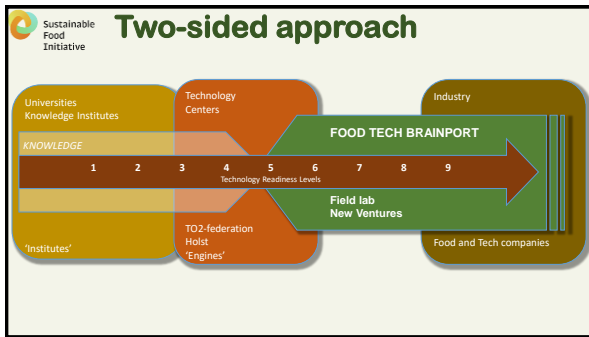 Sustainable
Food
Initiative
Two-sided approach
Universities
Knowledge Institutes
Technology
Centers
Industry
KNOWLEDGE
FOOD TECH BRAINPORT
1 2 3 4 5 6 7 8 9
Technology Readiness Levels
Field lab
New Ventures
'Institutes'
TO2-federation
Holst
'Engines'
Food and Tech companies